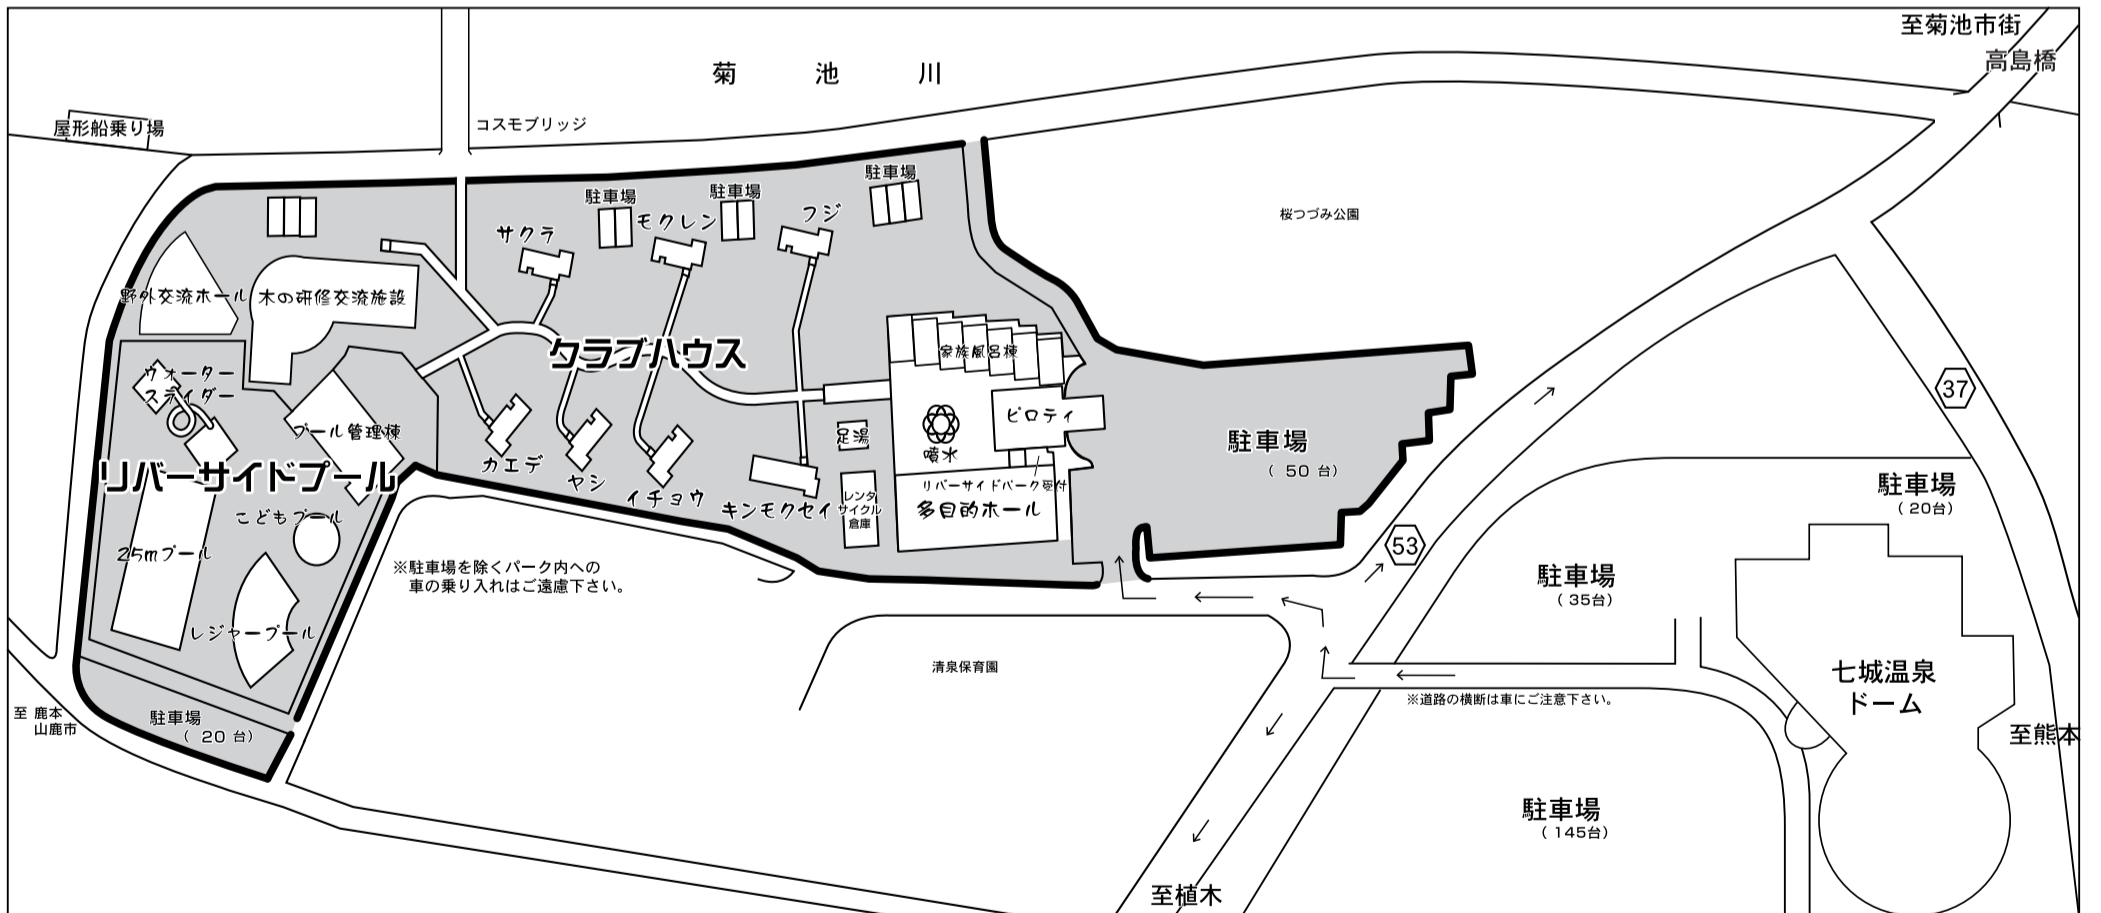 至菊池市街
高島橋
菊池川
屋形船乗り場
コスモブリッジ
駐車場
駐車場
駐車場
サクラ
モクレン
フジ
桜つづみ公園
野外交流ホール
木の研修交流施設
クラブハウス
家族風呂棟
ウォーター
スライダー
プール管理棟
リバーサイドプール
カエデ
ヤシ
イチョウ
キンモクセイ
足湯
噴水
ピロティ
リバーサイドパーク受付
多目的ホール
レンタ
サイクル
倉庫
駐車場
（50台）
37
53
駐車場
（20台）
こどもプール
25mプール
レジャープール
※駐車場を除くパーク内への
車の乗り入れはご遠慮下さい。
駐車場
（35台）
清泉保育園
※道路の横断は車にご注意下さい。
七城温泉
ドーム
至熊本
至 鹿本
山鹿市
駐車場
（20台）
駐車場
（145台）
至植木